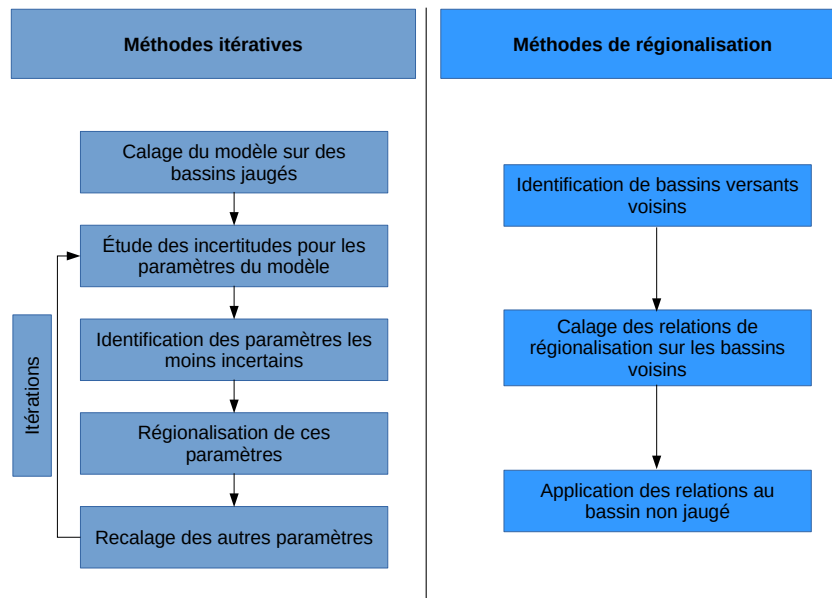 Méthodes itératives
Calage du modèle sur des
bassins jaugés
Étude des incertitudes pour les
paramètres du modèle
Identification des paramètres les
moins incertains
Régionalisation de ces
paramètres
Recalage des autres paramètres
Itérations
Méthodes de régionalisation
Identification de bassins versants
voisins
Calage des relations de
régionalisation sur les bassins
voisins
Application des relations au
bassin non jaugé